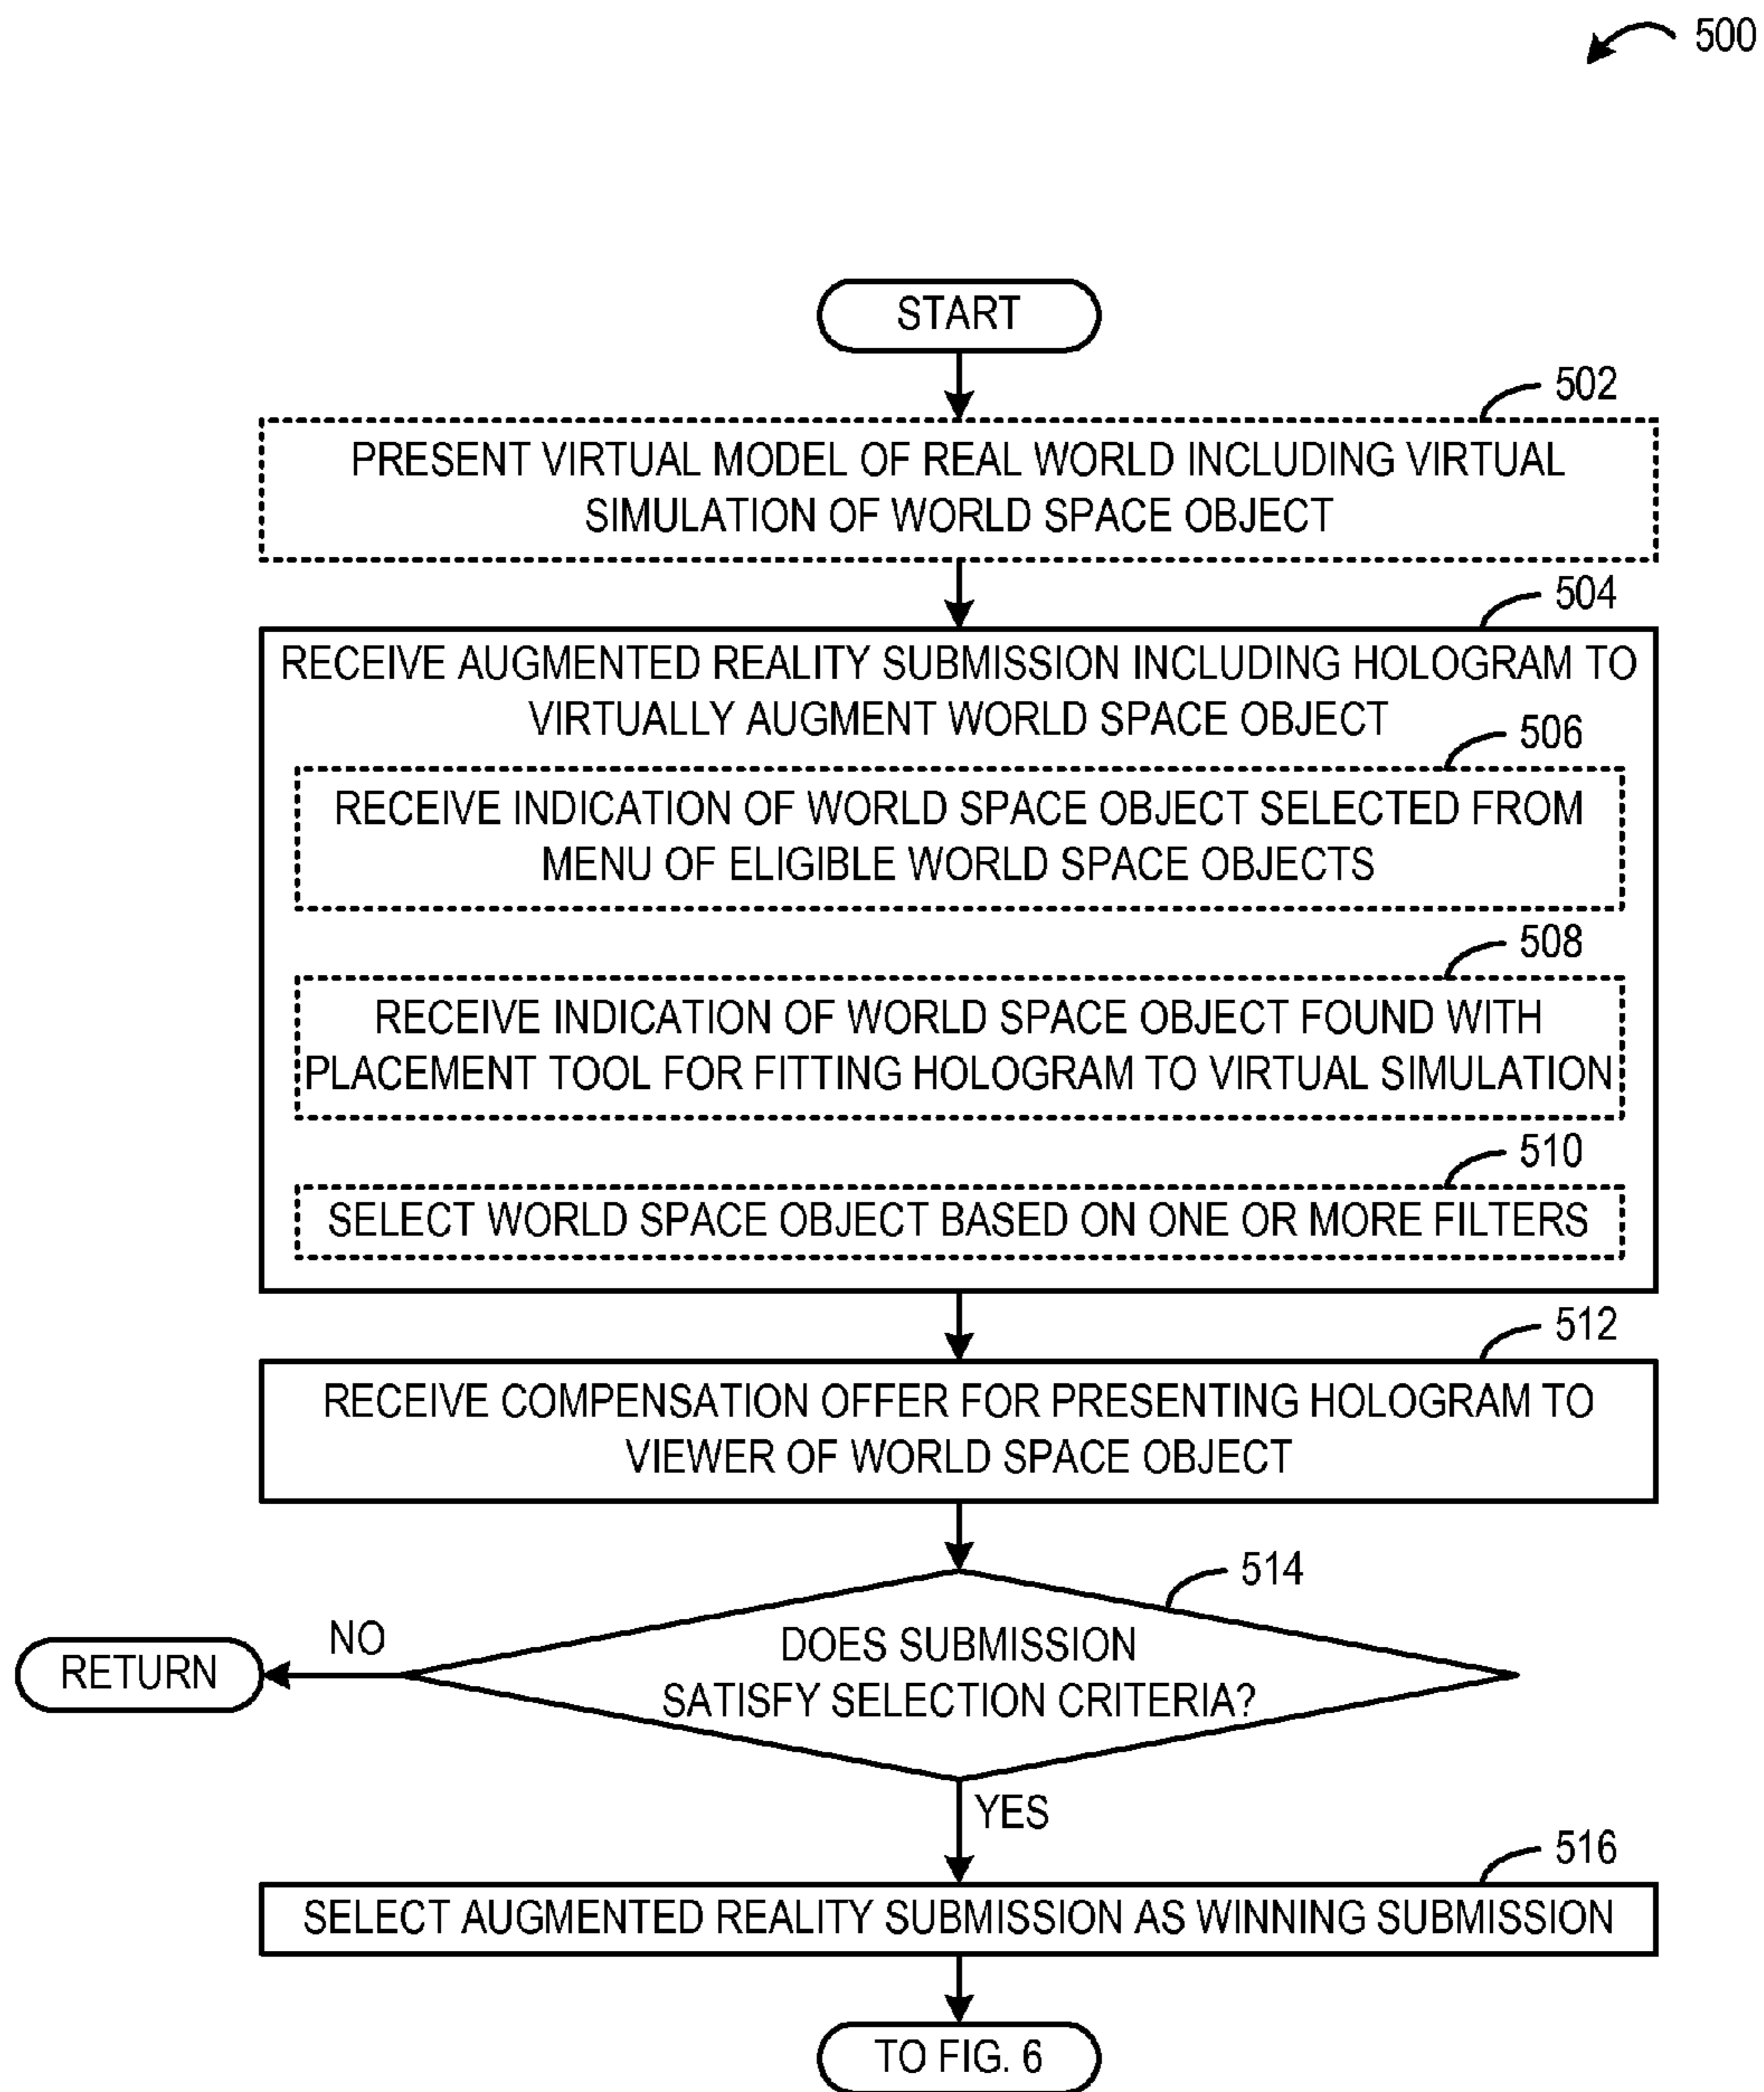 500
START
502
PRESENT VIRTUAL MODEL OF REAL WORLD INCLUDING VIRTUAL
SIMULATION OF WORLD SPACE OBJECT
504
RECEIVE AUGMENTED REALITY SUBMISSION INCLUDING HOLOGRAM TO
VIRTUALLY AUGMENT WORLD SPACE OBJECT
506
RECEIVE INDICATION OF WORLD SPACE OBJECT SELECTED FROM
MENU OF ELIGIBLE WORLD SPACE OBJECTS
508
RECEIVE INDICATION OF WORLD SPACE OBJECT FOUND WITH
PLACEMENT TOOL FOR FITTING HOLOGRAM TO VIRTUAL SIMULATION
510
SELECT WORLD SPACE OBJECT BASED ON ONE OR MORE FILTERS
512
RECEIVE COMPENSATION OFFER FOR PRESENTING HOLOGRAM TO
VIEWER OF WORLD SPACE OBJECT
514
DOES SUBMISSION
SATISFY SELECTION CRITERIA?
NO
RETURN
YES
516
SELECT AUGMENTED REALITY SUBMISSION AS WINNING SUBMISSION
TO FIG. 6